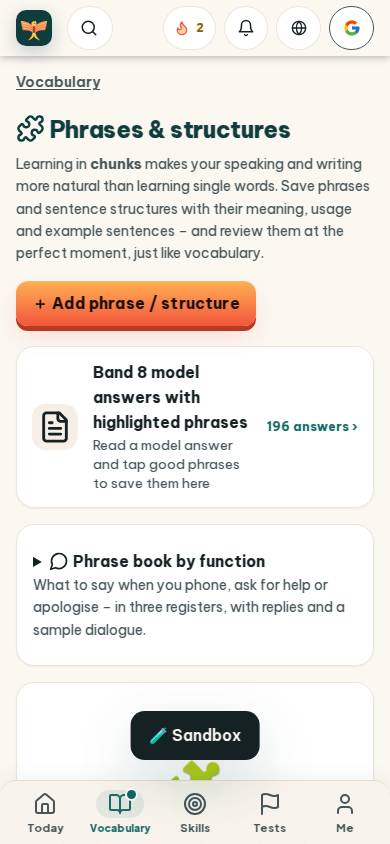 2
Vocabulary
Phrases & structures
Learning in chunks makes your speaking and writing
more natural than learning single words. Save phrases
and sentence structures with their meaning, usage
and example sentences – and review them at the
perfect moment, just like vocabulary.
+ Add phrase / structure
Band 8 model
answers with
highlighted phrases
Read a model answer
and tap good phrases
to save them here
196 answers ›
Phrase book by function
What to say when you phone, ask for help or
apologise – in three registers, with replies and a
sample dialogue.
Sandbox
Today
Vocabulary
Skills
Tests
Me